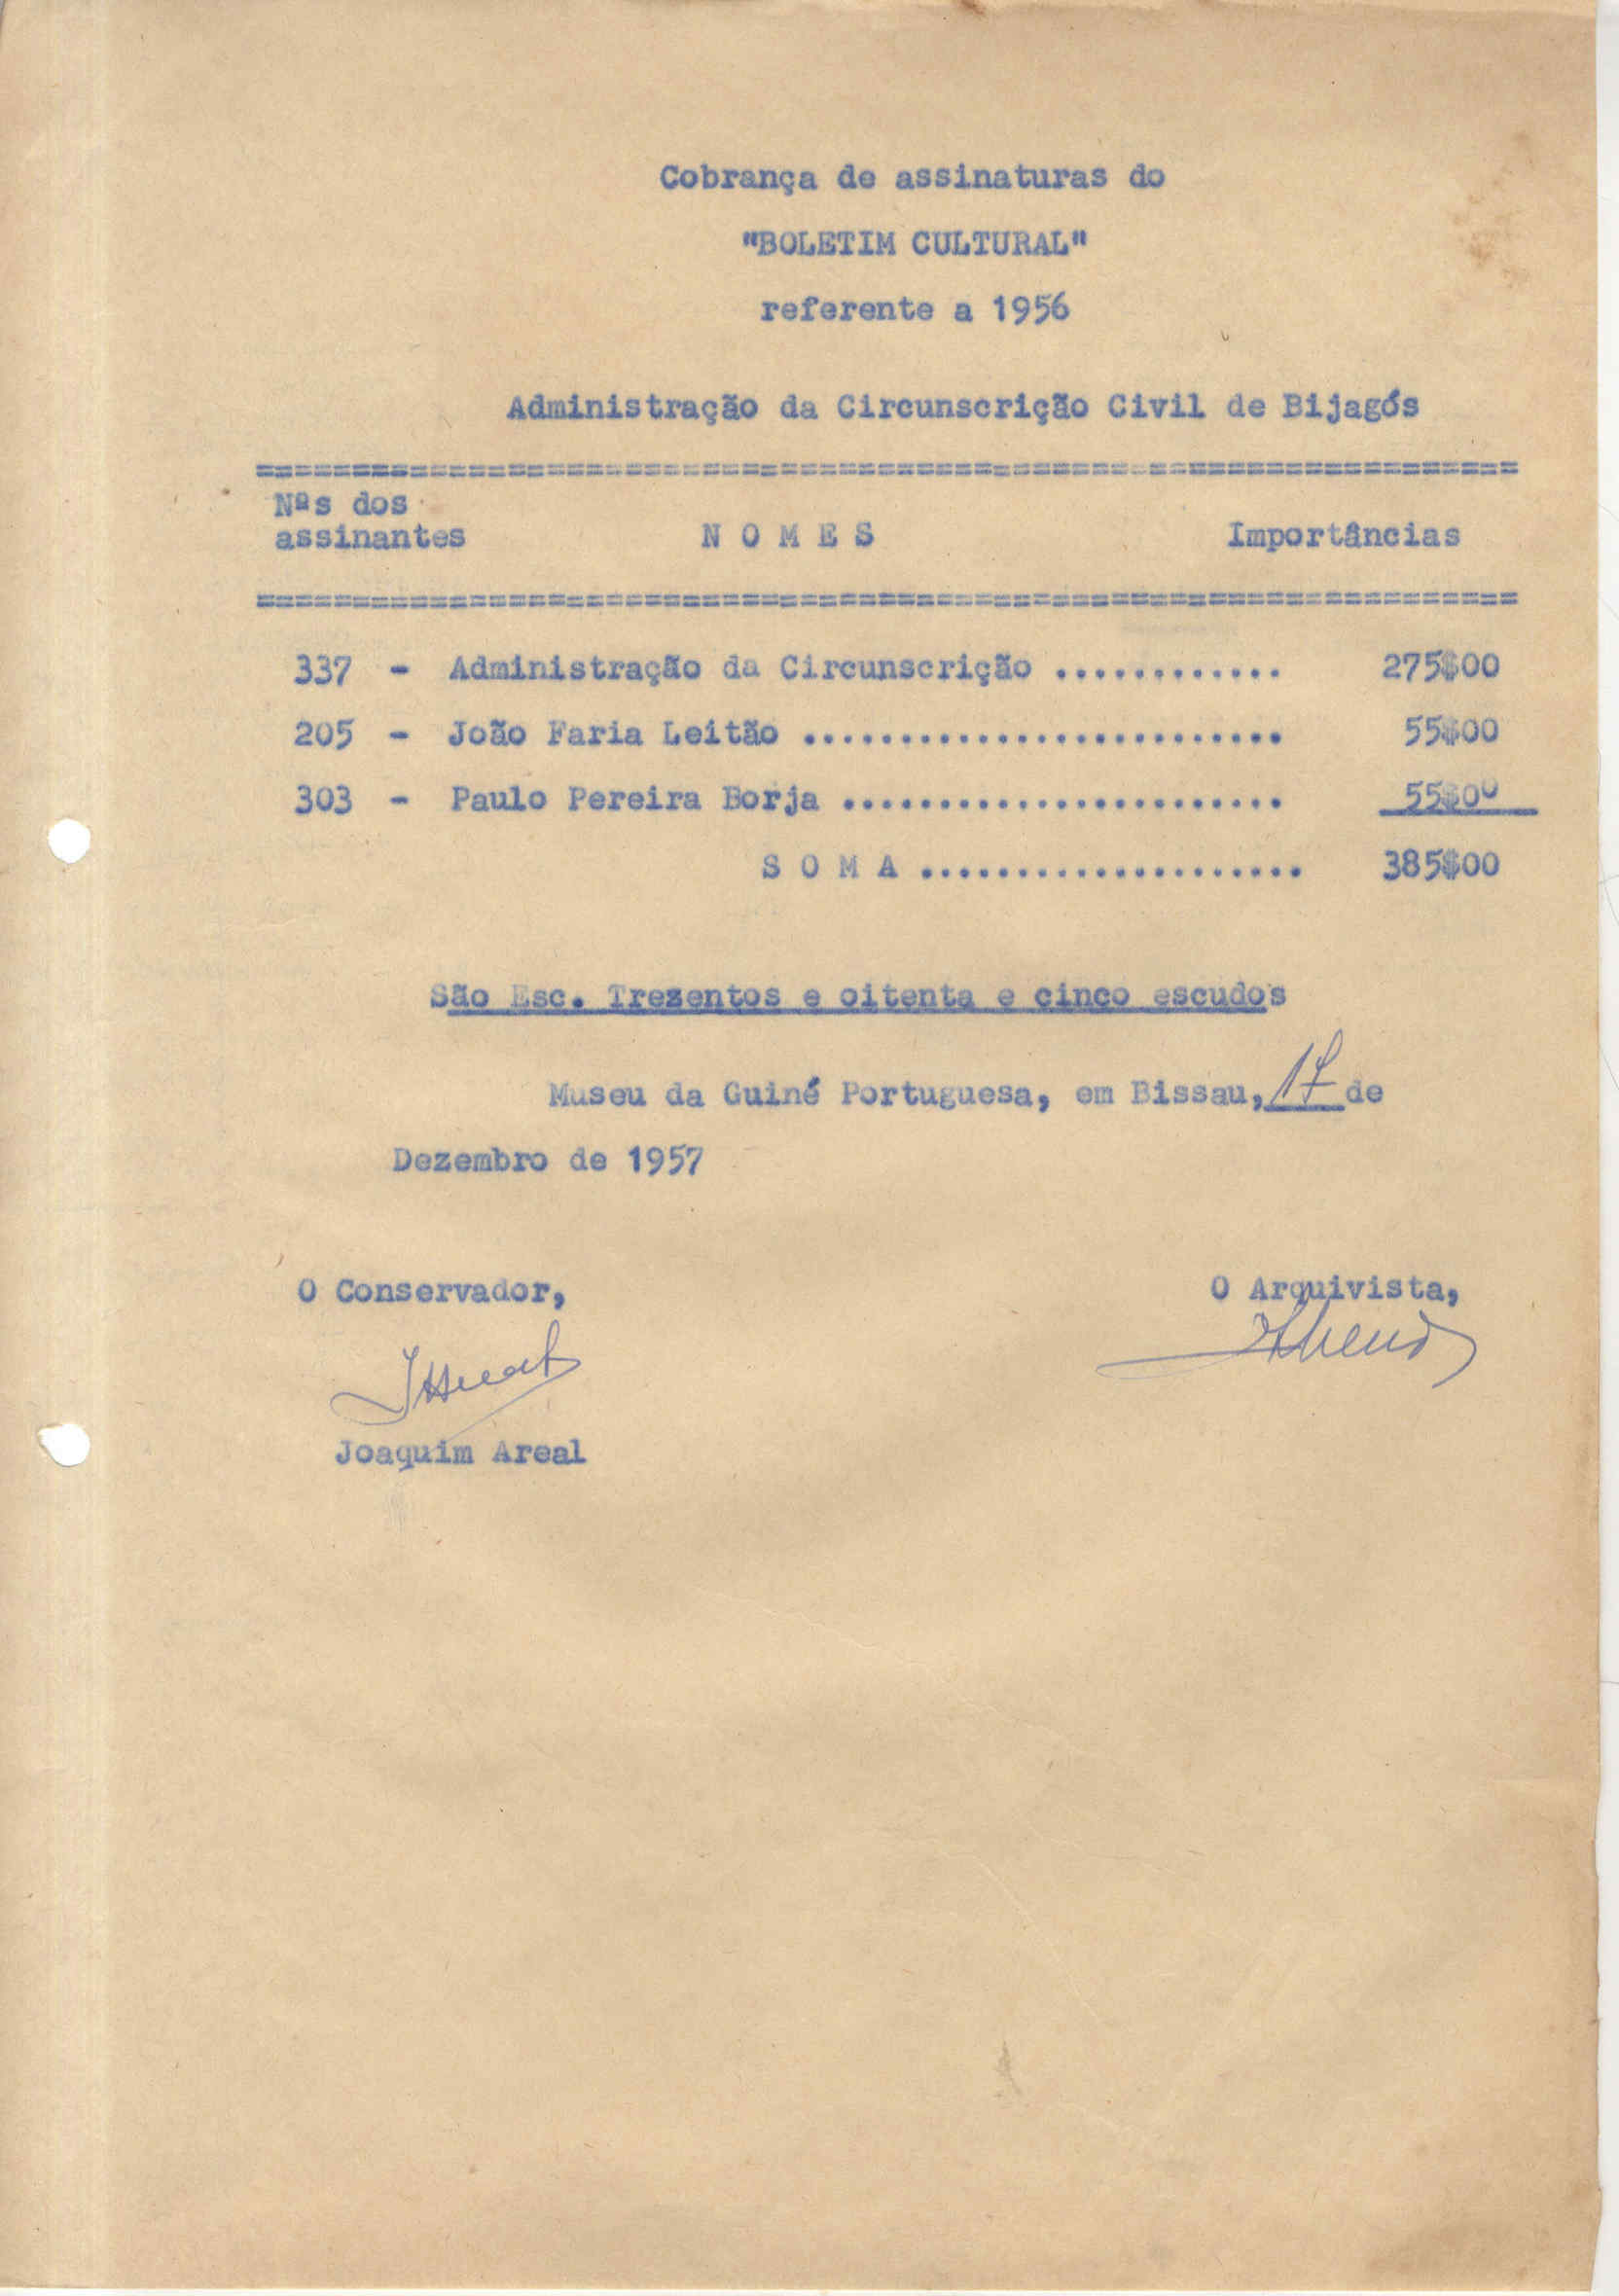 Cobrança de assinaturas do
"BOLETIM CULTURAL"
referente a 1956
Administração da Circunscrição Civil de Bijagós
==================================================================
Nºs dos
assinantes N O M E S Importâncias
==================================================================
337 - Administração da Circunscrição ............ 275$00
205 - João Faria Leitão ......................... 55$00
303 - Paulo Pereira Borja ....................... 55$00
S O M A .................... 385$00
São Esc. Trezentos e oitenta e cinco escudos
Museu da Guiné Portuguesa, em Bissau, 17 de
Dezembro de 1957
O Conservador, O Arquivista,
Joaquim Areal